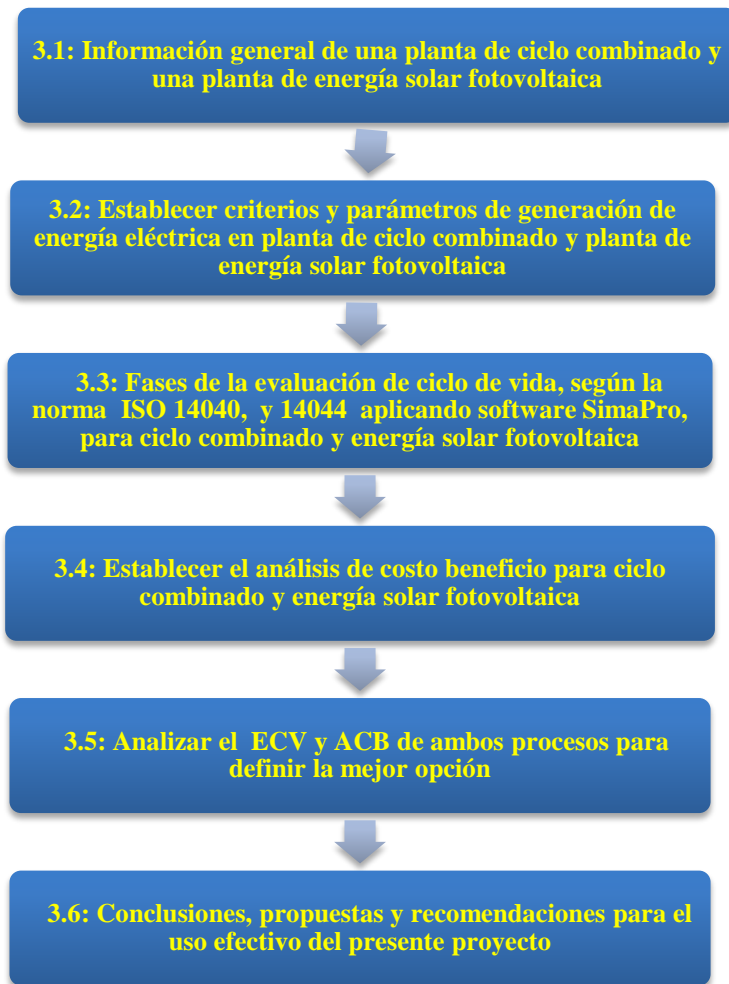 3.1: Información general de una planta de ciclo combinado y
una planta de energía solar fotovoltaica
3.2: Establecer criterios y parámetros de generación de
energía eléctrica en planta de ciclo combinado y planta de
energía solar fotovoltaica
3.3: Fases de la evaluación de ciclo de vida, según la
norma ISO 14040, y 14044 aplicando software SimaPro,
para ciclo combinado y energía solar fotovoltaica
3.4: Establecer el análisis de costo beneficio para ciclo
combinado y energía solar fotovoltaica
3.5: Analizar el ECV y ACB de ambos procesos para
definir la mejor opción
3.6: Conclusiones, propuestas y recomendaciones para el
uso efectivo del presente proyecto